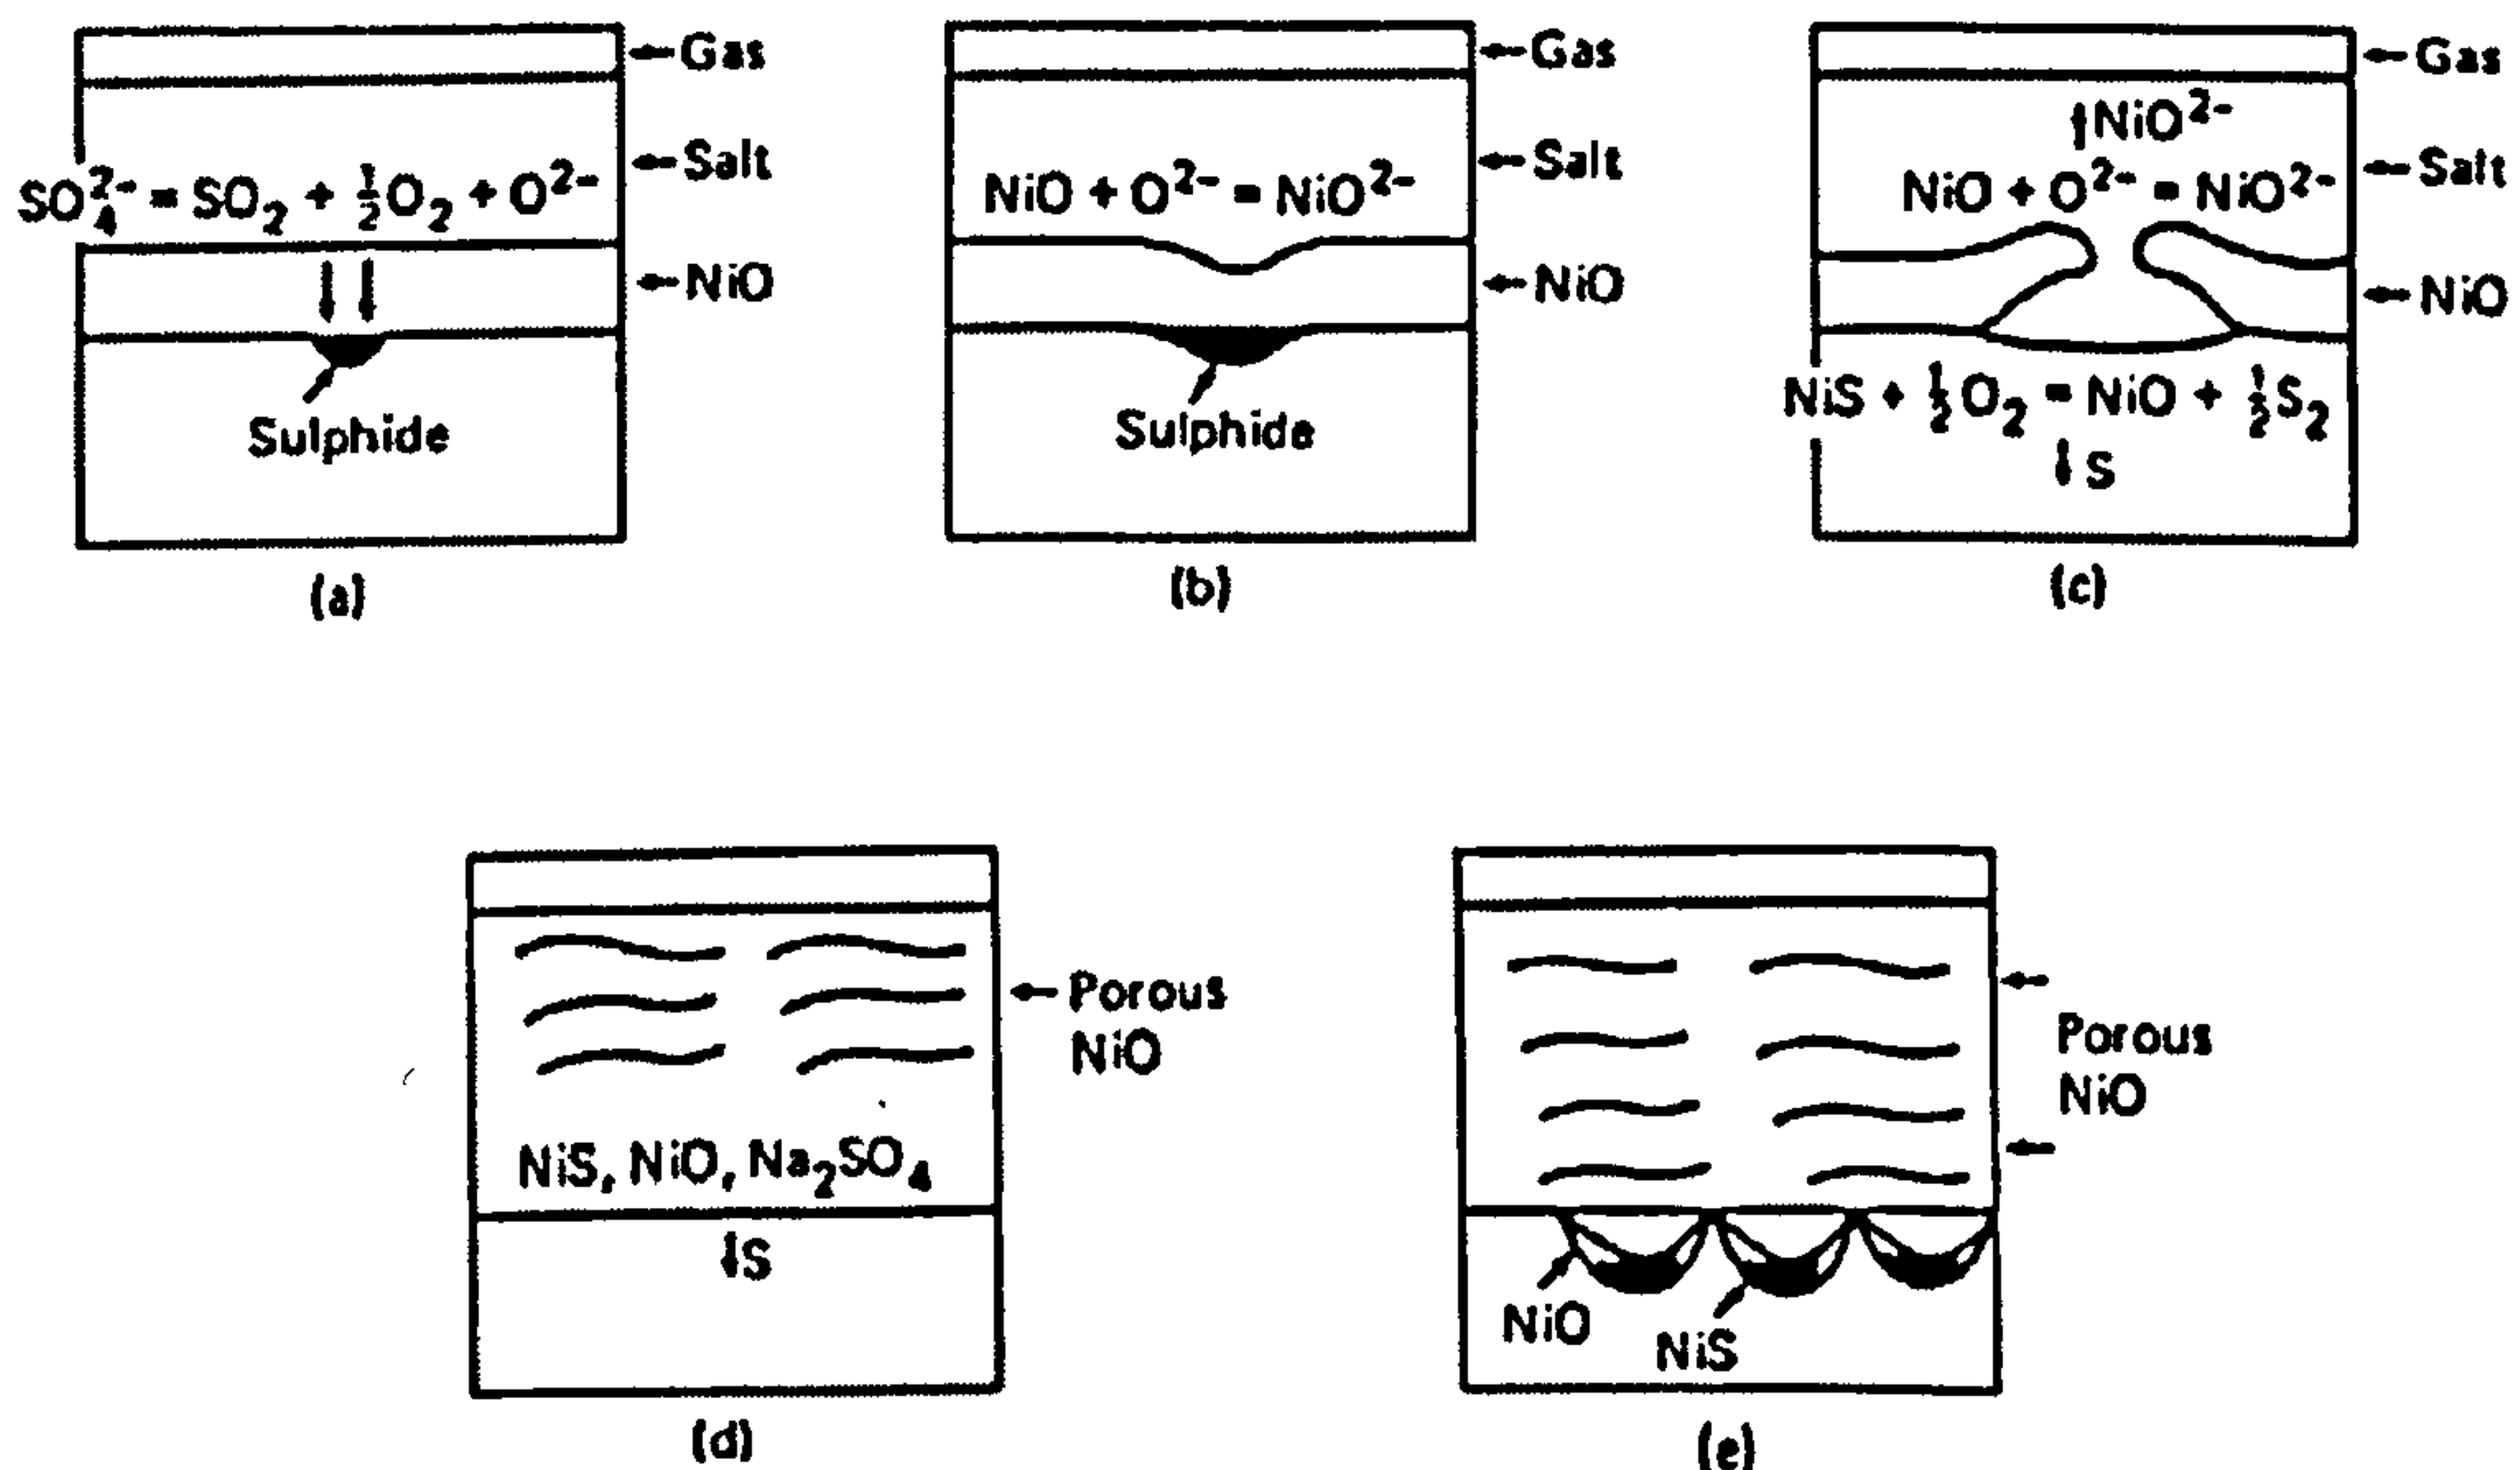 Gas
Salt
SO₄²⁻ = SO₂ + ½O₂ + O²⁻
NiO
Sulphide
(a)
Gas
Salt
NiO + O²⁻ = NiO²⁻
NiO
Sulphide
(b)
Gas
NiO²⁻
Salt
NiO + O²⁻ = NiO²⁻
NiO
NiS + ½O₂ = NiO + ½S₂
S
(c)
Porous
NiO
NiS, NiO, Na₂SO₄
S
(d)
Porous
NiO
NiO
NiS
(e)